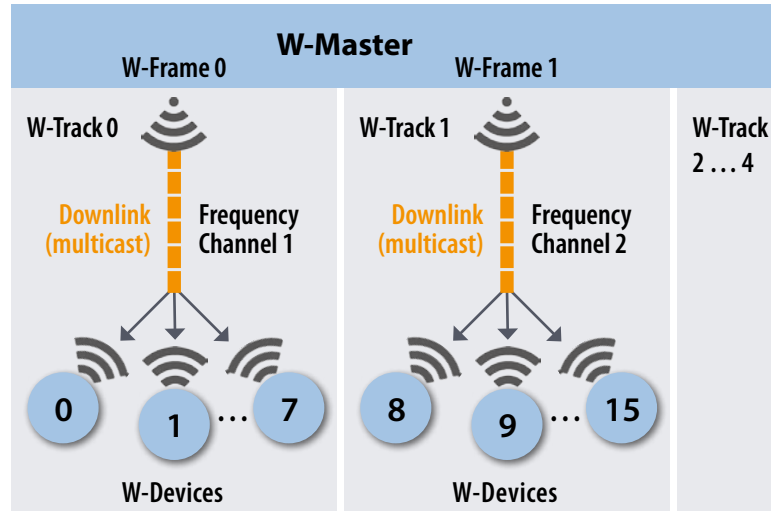 W-Master
W-Frame 0
W-Frame 1
W-Track 0
Downlink
(multicast)
Frequency
Channel 1
0
1
...
7
W-Devices
W-Track 1
Downlink
(multicast)
Frequency
Channel 2
8
9
...
15
W-Devices
W-Track
2 ... 4